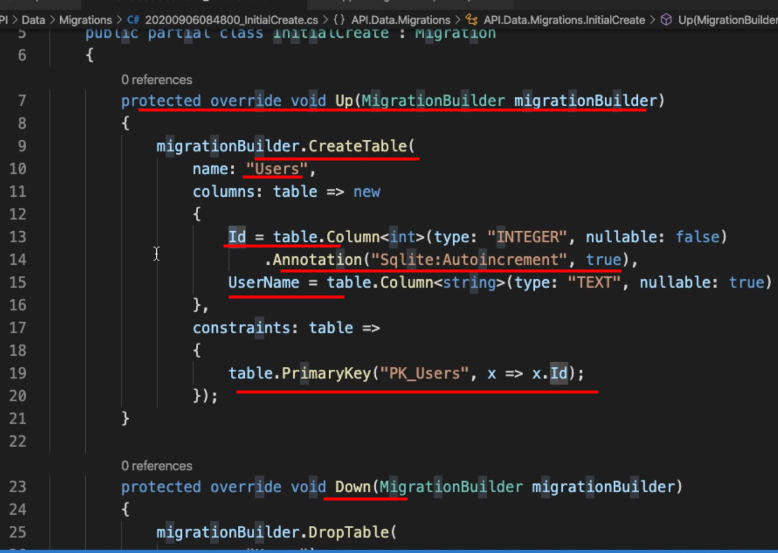 PI > Data > Migrations > C# 20200906084800_InitialCreate.cs > {} API.Data.Migrations > API.Data.Migrations.InitialCreate > Up(MigrationBuilder
5 public partial class InitialCreate : Migration
6 {
0 references
7 protected override void Up(MigrationBuilder migrationBuilder)
8 {
9 migrationBuilder.CreateTable(
10 name: "Users",
11 columns: table => new
12 {
13 Id = table.Column<int>(type: "INTEGER", nullable: false)
14 .Annotation("Sqlite:Autoincrement", true),
15 UserName = table.Column<string>(type: "TEXT", nullable: true)
16 },
17 constraints: table =>
18 {
19 table.PrimaryKey("PK_Users", x => x.Id);
20 });
21 }
22
0 references
23 protected override void Down(MigrationBuilder migrationBuilder)
24 {
25 migrationBuilder.DropTable(